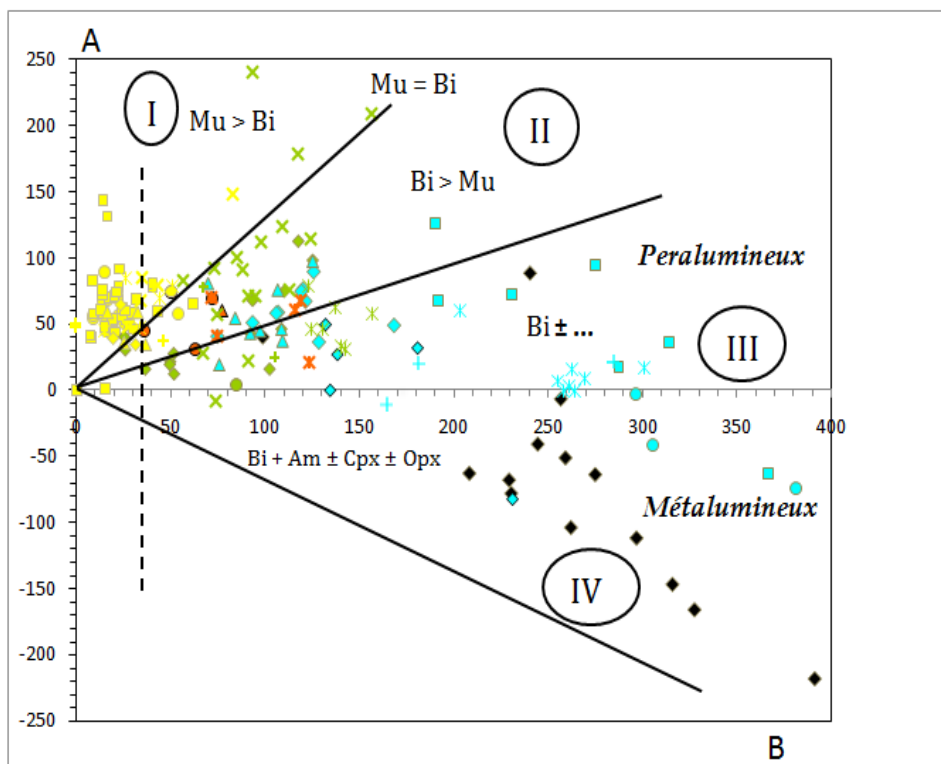 A
250
Mu = Bi
I
II
Mu > Bi
200
150
Bi > Mu
100
Peralumineux
50
Bi ± ...
III
0
0 50 100 150 200 250 300 350 400
-50
Bi + Am ± Cpx ± Opx
Métalumineux
-100
-150
IV
-200
-250
B